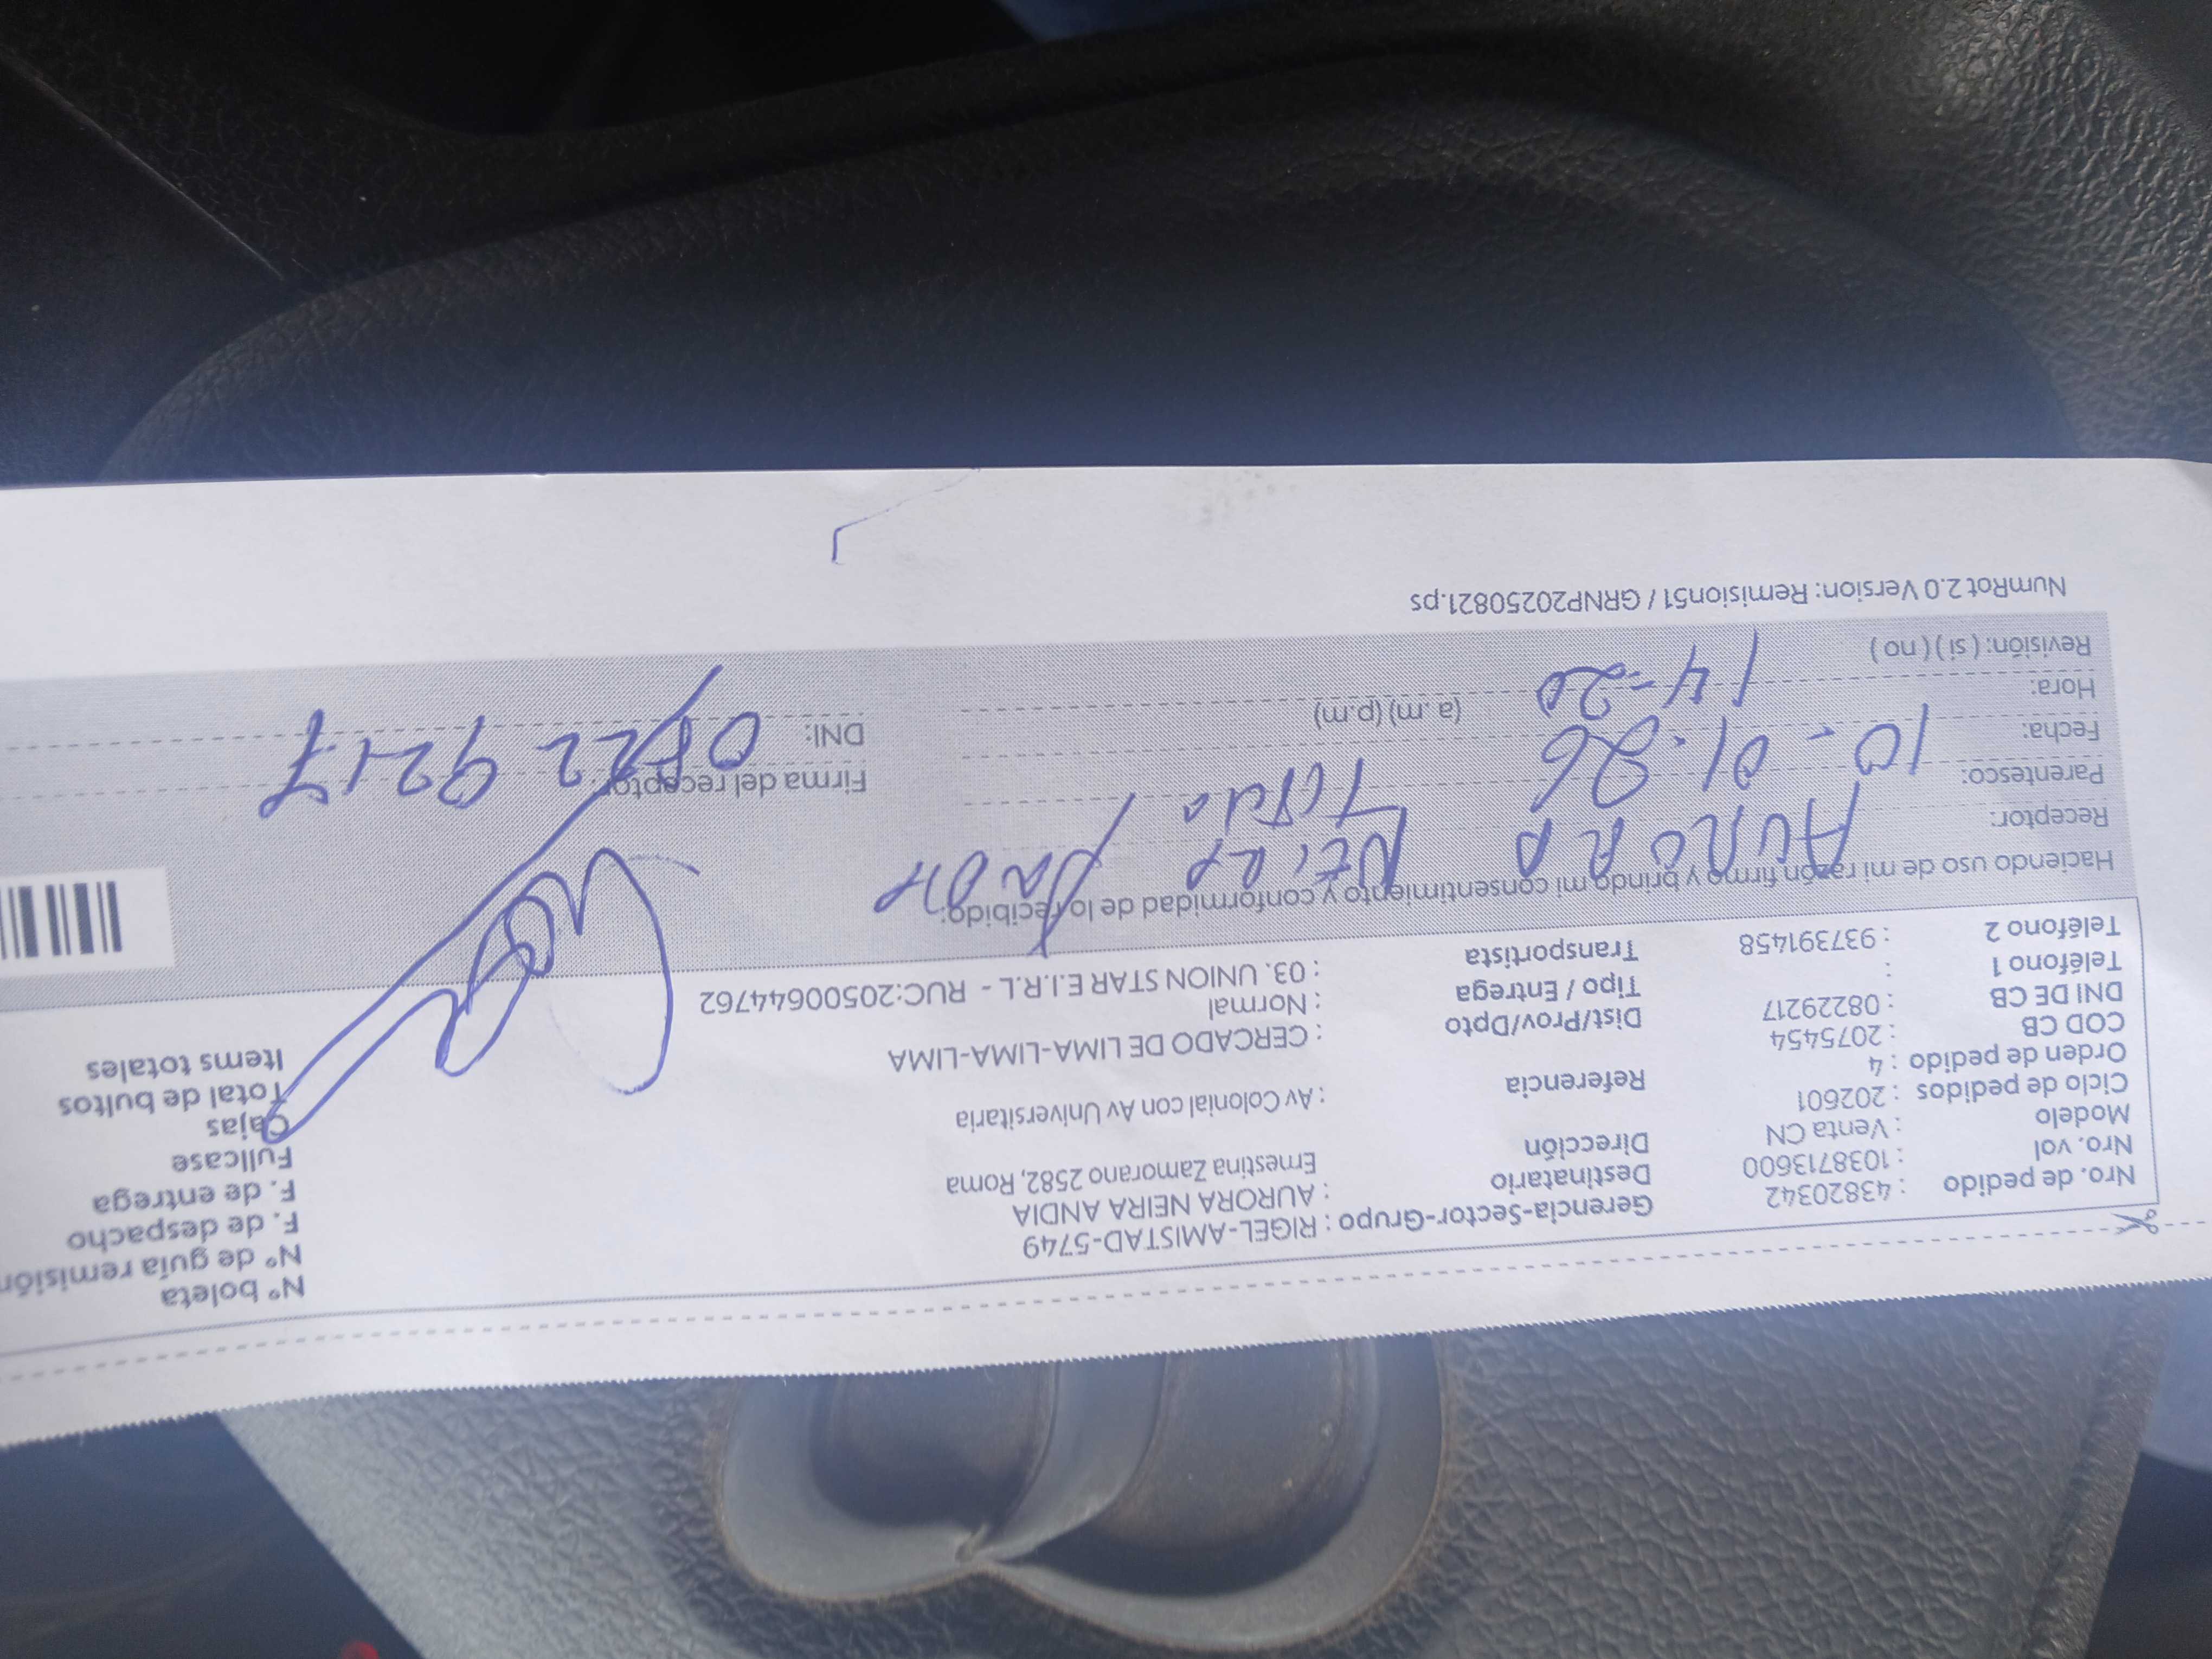 Nº boleta
Nº de guía remisión
F. de despacho
F. de entrega
Fullcase
Cajas
Total de bultos
Items totales
Nro. de pedido : 43820342
Nro. vol : 1038713600
Modelo : Venta CN
Ciclo de pedidos : 202601
Orden de pedido : 4
COD CB : 2075454
DNI DE CB : 08229217
Teléfono 1 :
Teléfono 2 : 937391458
Gerencia-Sector-Grupo : RIGEL-AMISTAD-5749
Destinatario : AURORA NEIRA ANDIA
Dirección Ernestina Zamorano 2582, Roma
Referencia : Av Colonial con Av Universitaria
Dist/Prov/Dpto : CERCADO DE LIMA-LIMA-LIMA
Tipo / Entrega : Normal
Transportista : 03. UNION STAR E.I.R.L - RUC:20500644762
Haciendo uso de mi razón firmo y brindo mi consentimiento y conformidad de lo recibido:
Receptor: AURORA NEIRA
Parentesco:
Fecha: 10-01-26
Hora: 14-20 (a.m) (p.m)
Revisión: ( sí ) ( no )
Firma del receptor:
DNI: 08229217
NumRot 2.0 Version: Remision51 / GRNP20250821.ps